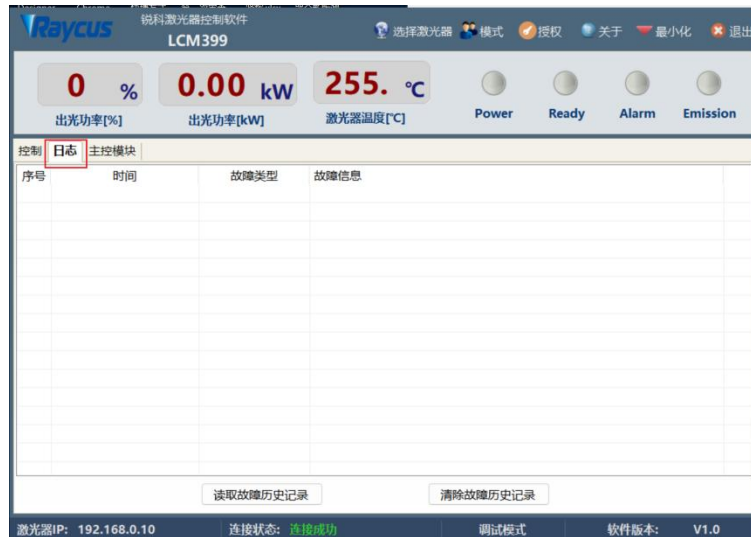 Raycus
锐科激光器控制软件
LCM399
选择激光器 模式 授权 关于 最小化 退出
0 % 0.00 kW 255. ℃
出光功率[%] 出光功率[kW] 激光器温度[℃] Power Ready Alarm Emission
控制 日志 主控模块
序号 时间 故障类型 故障信息
读取故障历史记录 清除故障历史记录
激光器IP: 192.168.0.10 连接状态: 连接成功 调试模式 软件版本: V1.0